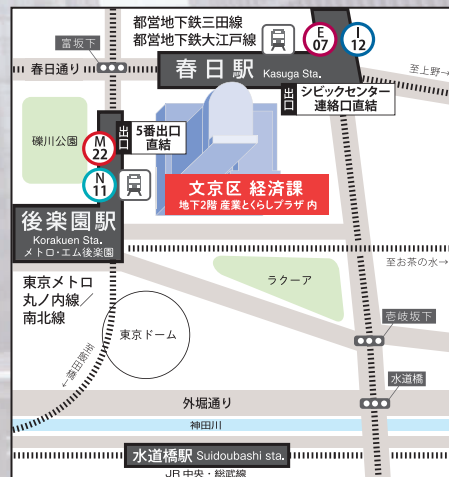 都営地下鉄三田線
都営地下鉄大江戸線
E
07
I
12
富坂下
春日通り
春日駅 Kasuga Sta.
至上野→
出口
シビックセンター
連絡口直結
出口
5番出口
直結
礫川公園
M
22
N
11
文京区 経済課
地下2階 産業とくらしプラザ 内
後楽園駅
Korakuen Sta.
メトロ・エム後楽園
至お茶の水→
東京メトロ
丸ノ内線／
南北線
ラクーア
東京ドーム
壱岐坂下
至飯田橋→
水道橋
外堀通り
神田川
水道橋駅 Suidoubashi sta.
JR中央・総武線